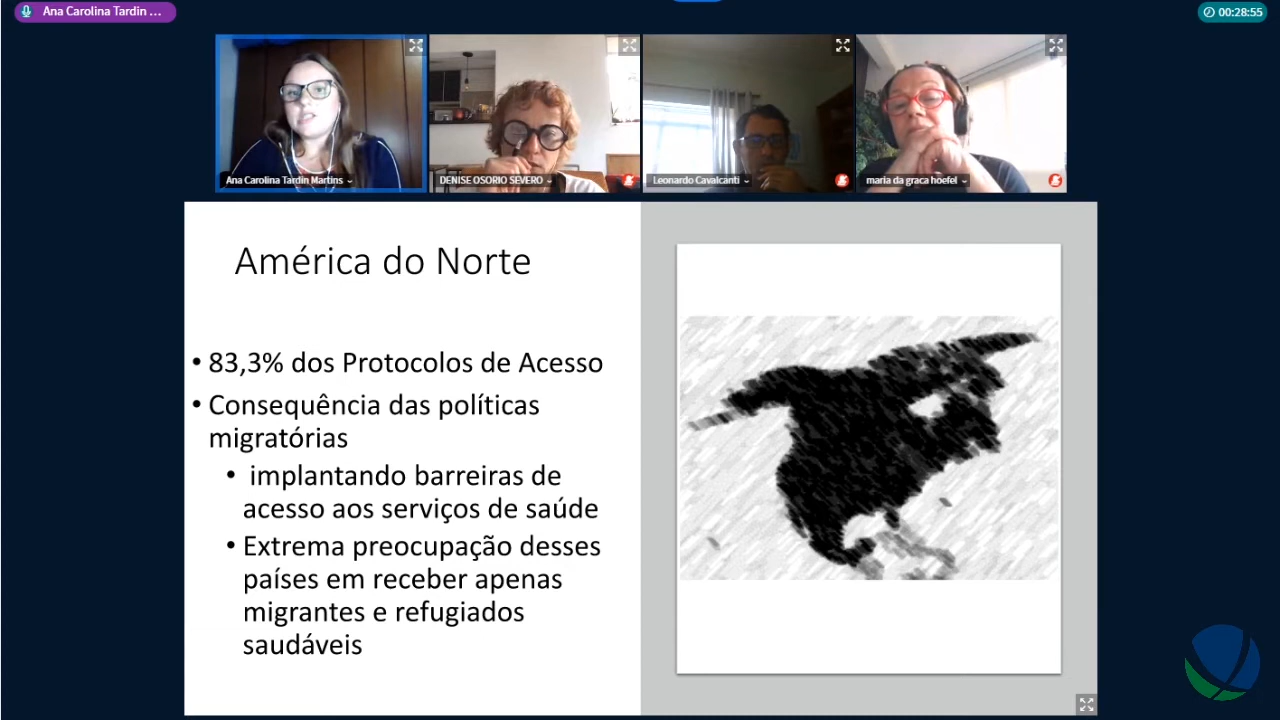 Ana Carolina Tardin ...
00:28:55
Ana Carolina Tardin Martins
DENISE OSORIO SEVERO
Leonardo Cavalcanti
maria da graca hoefel
América do Norte
• 83,3% dos Protocolos de Acesso
• Consequência das políticas
migratórias
• implantando barreiras de
acesso aos serviços de saúde
• Extrema preocupação desses
países em receber apenas
migrantes e refugiados
saudáveis